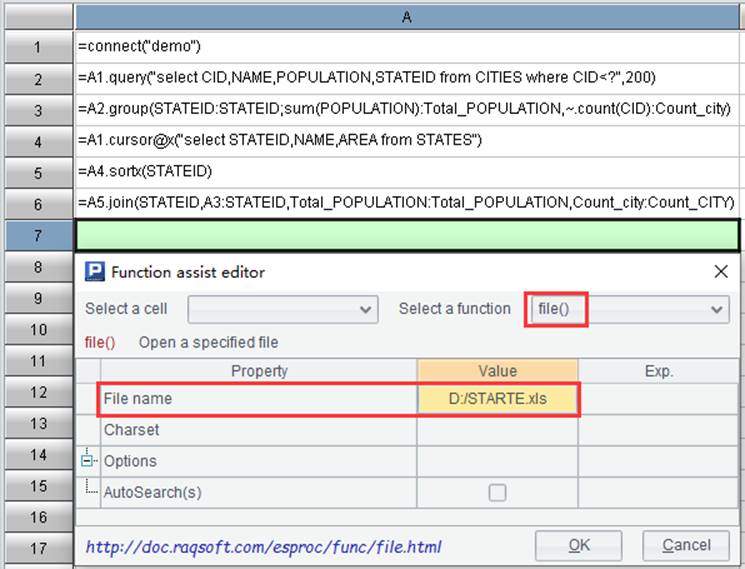 A
1 =connect("demo")
2 =A1.query("select CID,NAME,POPULATION,STATEID from CITIES where CID<?",200)
3 =A2.group(STATEID:STATEID;sum(POPULATION):Total_POPULATION,~.count(CID):Count_city)
4 =A1.cursor@x("select STATEID,NAME,AREA from STATES")
5 =A4.sortx(STATEID)
6 =A5.join(STATEID,A3:STATEID,Total_POPULATION:Total_POPULATION,Count_city:Count_CITY)
7
8 Function assist editor
9 Select a cell Select a function file()
10 file() Open a specified file
11 Property Value Exp.
12 File name D:/STARTE.xls
13 Charset
14 Options
15 AutoSearch(s)
16
17 http://doc.raqsoft.com/esproc/func/file.html OK Cancel